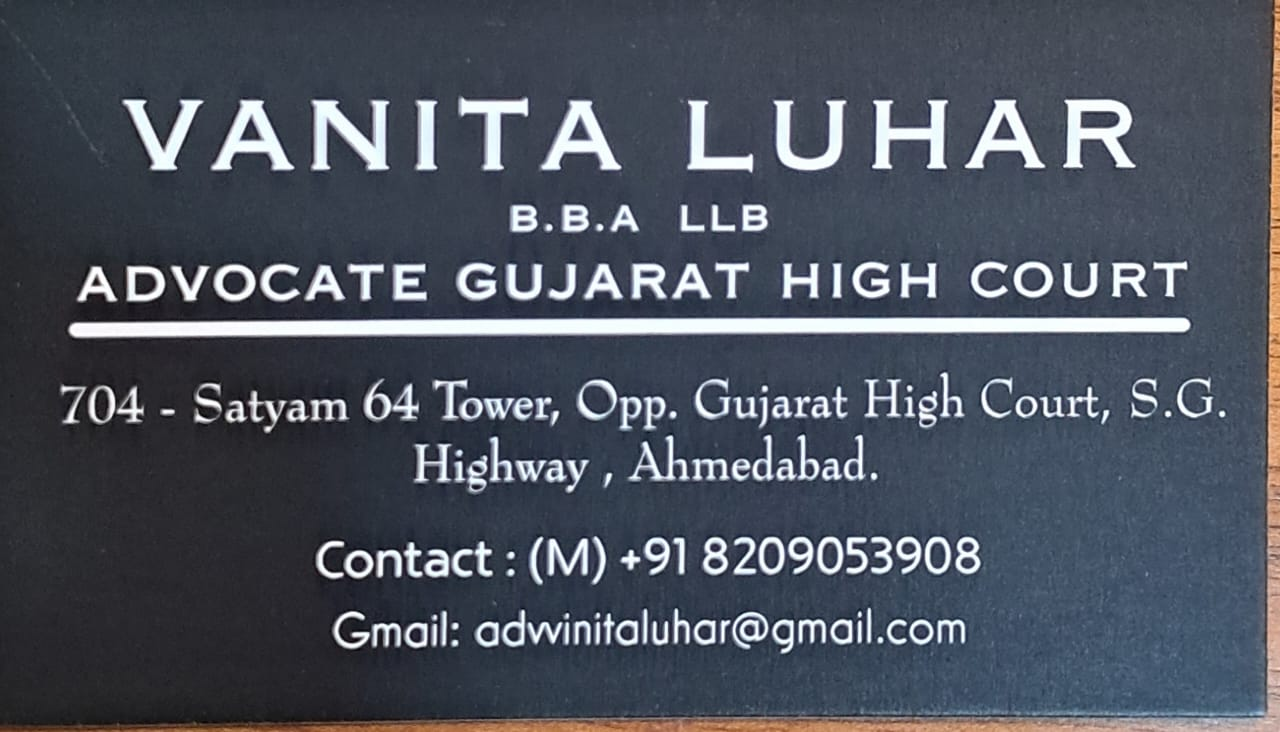 VANITA LUHAR
B.B.A LLB
ADVOCATE GUJARAT HIGH COURT
704 - Satyam 64 Tower, Opp. Gujarat High Court, S.G.
Highway , Ahmedabad.
Contact : (M) +91 8209053908
Gmail: adwinitaluhar@gmail.com